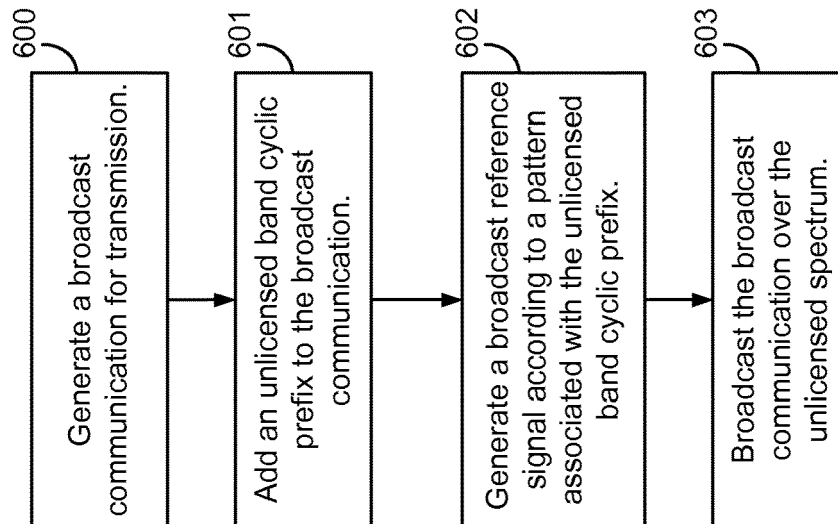 600
Generate a broadcast
communication for transmission.
601
Add an unlicensed band cyclic
prefix to the broadcast
communication.
602
Generate a broadcast reference
signal according to a pattern
associated with the unlicensed
band cyclic prefix.
603
Broadcast the broadcast
communication over the
unlicensed spectrum.